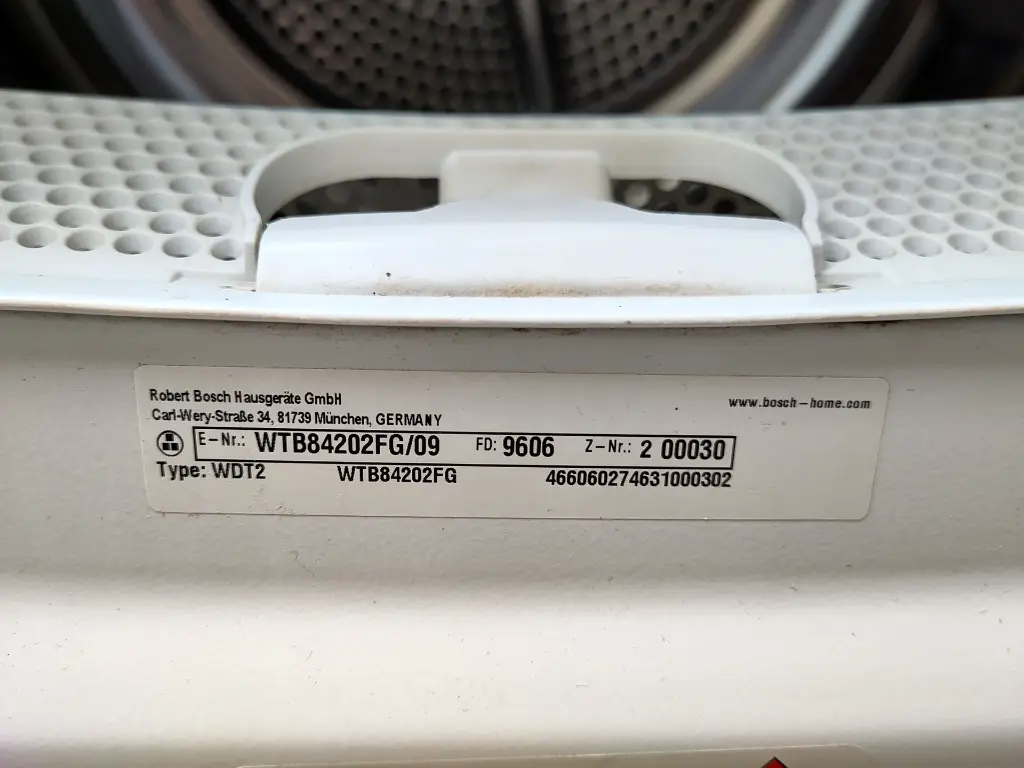 Robert Bosch Hausgeräte GmbH
www.bosch-home.com
Carl-Wery-Straße 34, 81739 München, GERMANY
E-Nr.: WTB84202FG/09 FD: 9606 Z-Nr.: 2 00030
Type: WDT2 WTB84202FG 466060274631000302